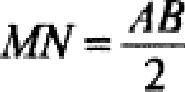 MN = AB/2